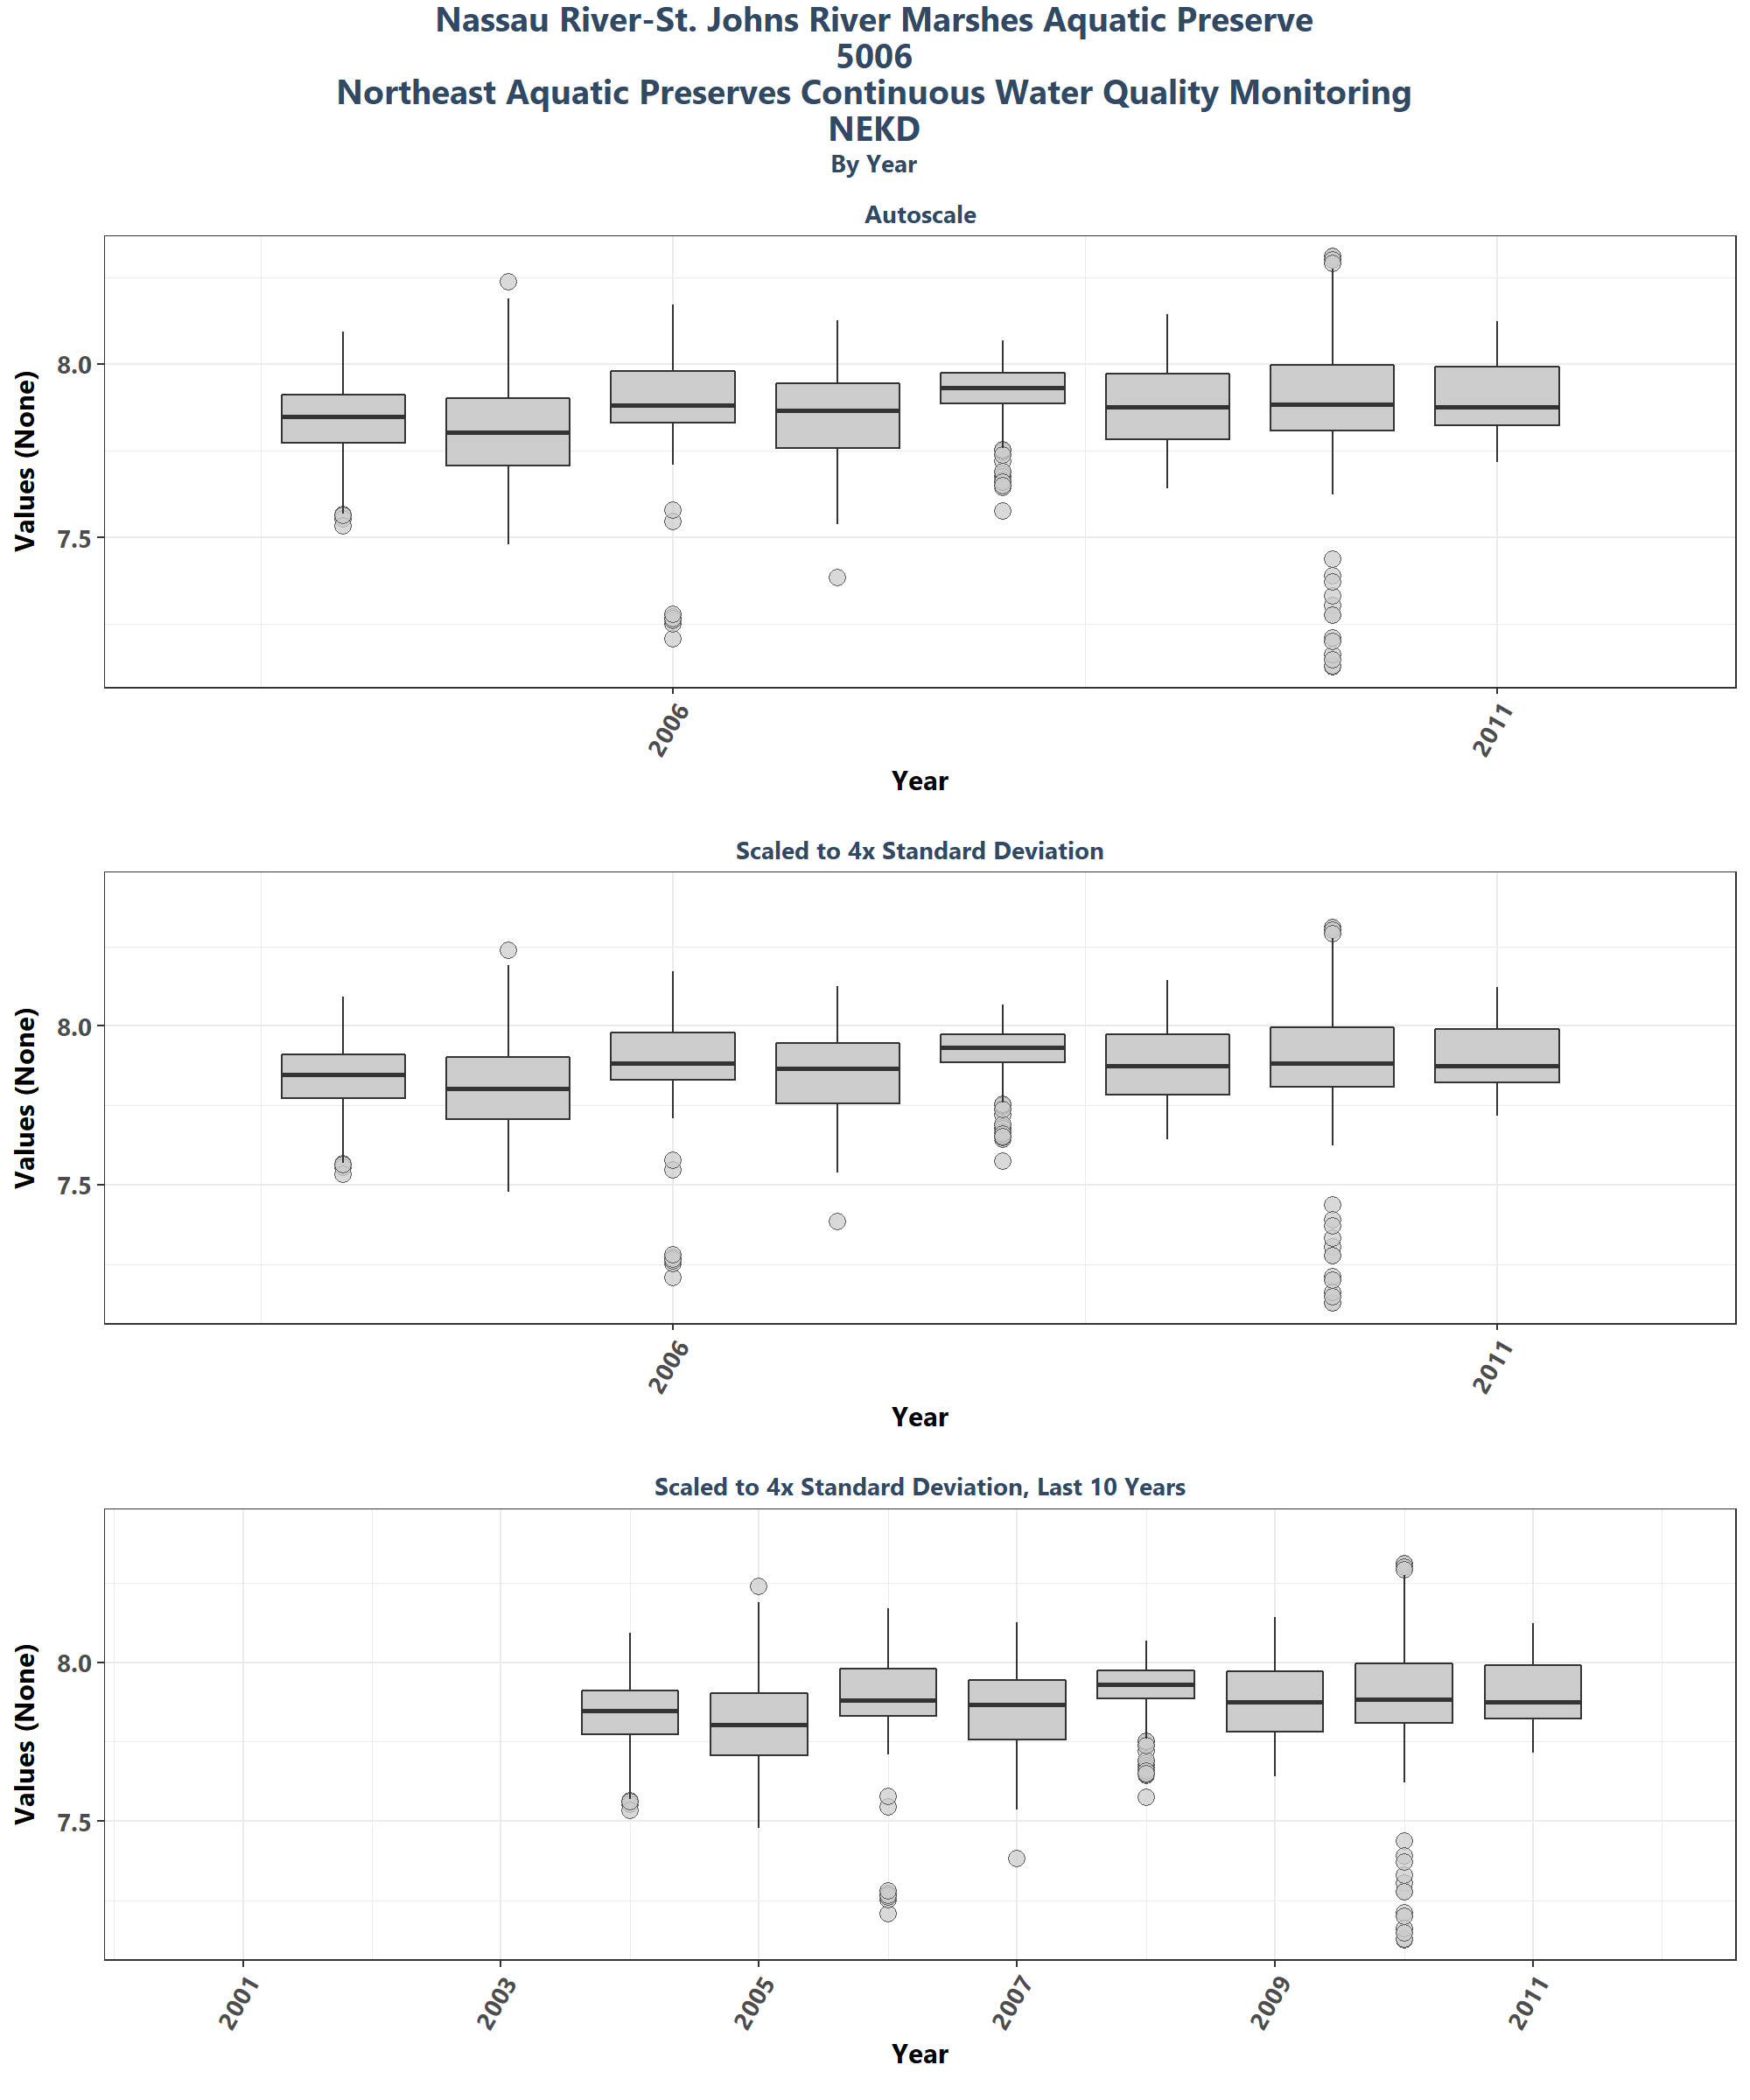 Nassau River-St. Johns River Marshes Aquatic Preserve
5006
Northeast Aquatic Preserves Continuous Water Quality Monitoring
NEKD
By Year
Autoscale
Values (None)
8.0
7.5
2006
2011
Year
Scaled to 4x Standard Deviation
Values (None)
8.0
7.5
2006
2011
Year
Scaled to 4x Standard Deviation, Last 10 Years
Values (None)
8.0
7.5
2001
2003
2005
2007
2009
2011
Year